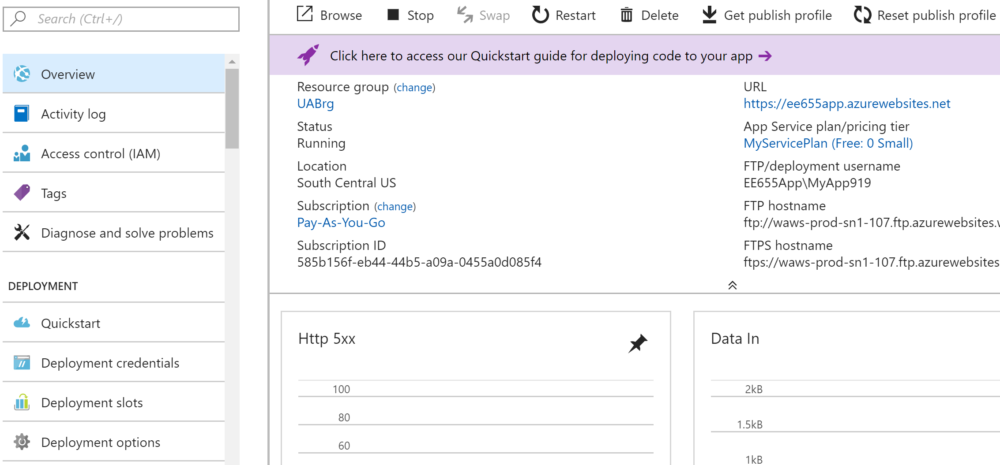 Search (Ctrl+/)
Overview
Activity log
Access control (IAM)
Tags
Diagnose and solve problems
DEPLOYMENT
Quickstart
Deployment credentials
Deployment slots
Deployment options
Browse Stop Swap Restart Delete Get publish profile Reset publish profile
Click here to access our Quickstart guide for deploying code to your app →
Resource group (change)
UABrg
Status
Running
Location
South Central US
Subscription (change)
Pay-As-You-Go
Subscription ID
585b156f-eb44-44b5-a09a-0455a0d085f4
URL
https://ee655app.azurewebsites.net
App Service plan/pricing tier
MyServicePlan (Free: 0 Small)
FTP/deployment username
EE655App\MyApp919
FTP hostname
ftp://waws-prod-sn1-107.ftp.azurewebsites.w
FTPS hostname
ftps://waws-prod-sn1-107.ftp.azurewebsites
Http 5xx
100
80
60
Data In
2kB
1.5kB
1kB